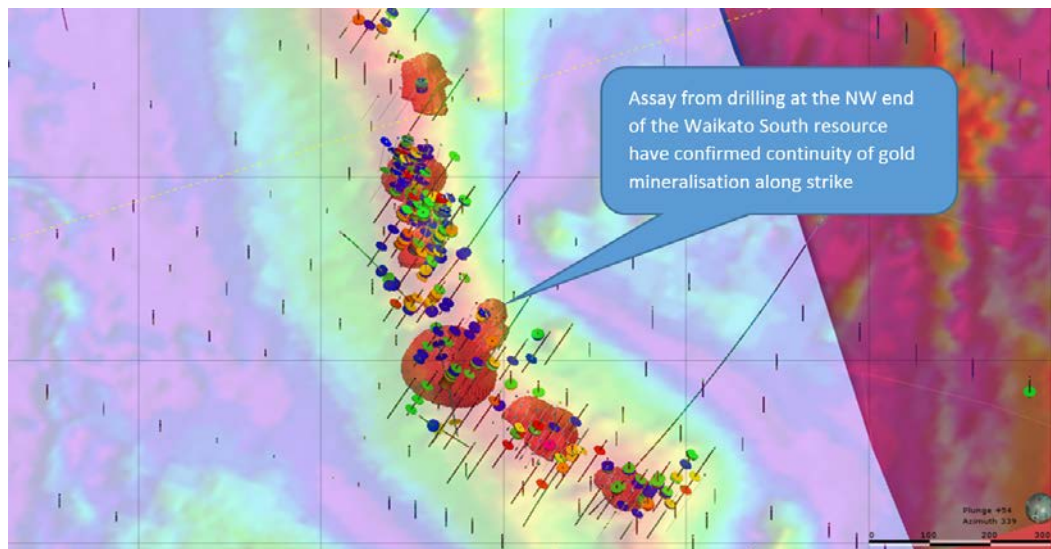 Assay from drilling at the NW end
of the Waikato South resource
have confirmed continuity of gold
mineralisation along strike
Plunge +54
Azimuth 339
0 100 200 300